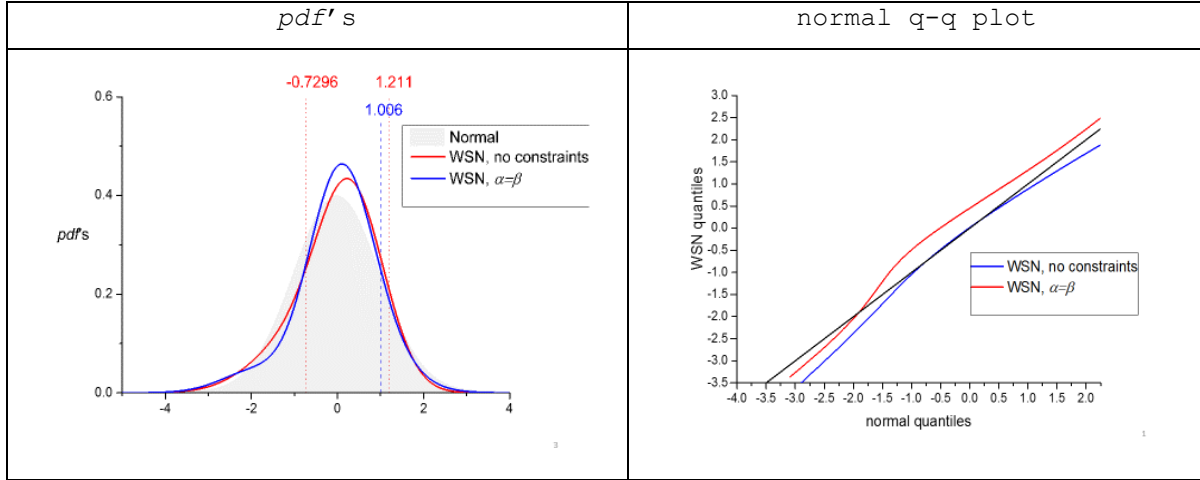 pdf's
normal q-q plot
-0.7296
1.211
1.006
0.6
0.4
0.2
0.0
pdf's
Normal
WSN, no constraints
WSN, α=β
-4
-2
0
2
4
3
3.0
2.5
2.0
1.5
1.0
0.5
0.0
-0.5
-1.0
-1.5
-2.0
-2.5
-3.0
-3.5
WSN quantiles
WSN, no constraints
WSN, α=β
-4.0 -3.5 -3.0 -2.5 -2.0 -1.5 -1.0 -0.5 0.0 0.5 1.0 1.5 2.0
normal quantiles
1